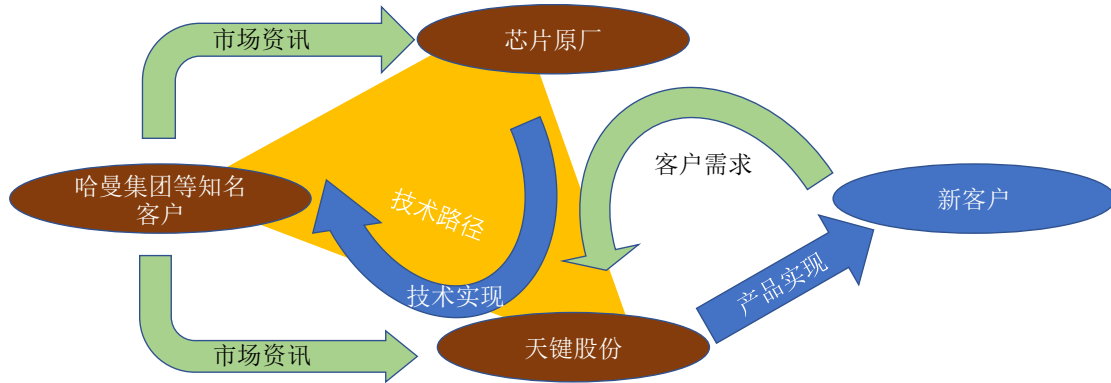 市场资讯
芯片原厂
客户需求
哈曼集团等知名
客户
技术路径
新客户
技术实现
产品实现
天键股份
市场资讯